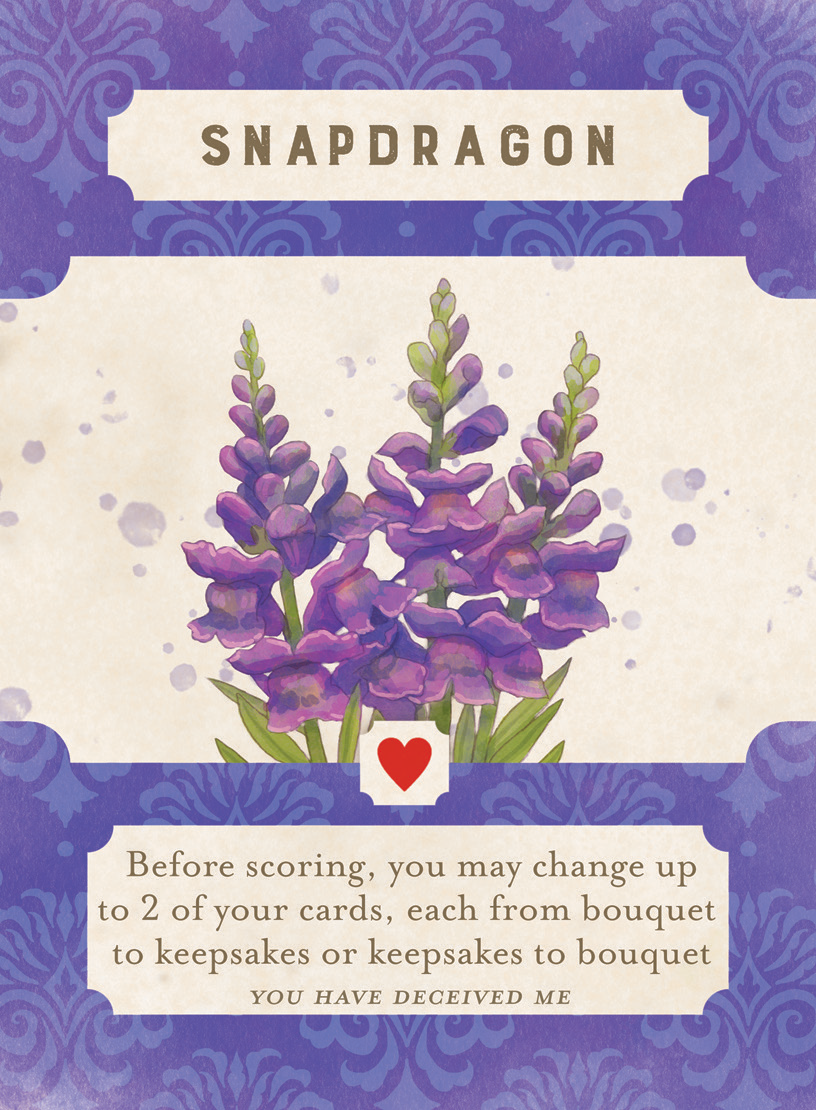 SNAPDRAGON
Before scoring, you may change up
to 2 of your cards, each from bouquet
to keepsakes or keepsakes to bouquet
YOU HAVE DECEIVED ME